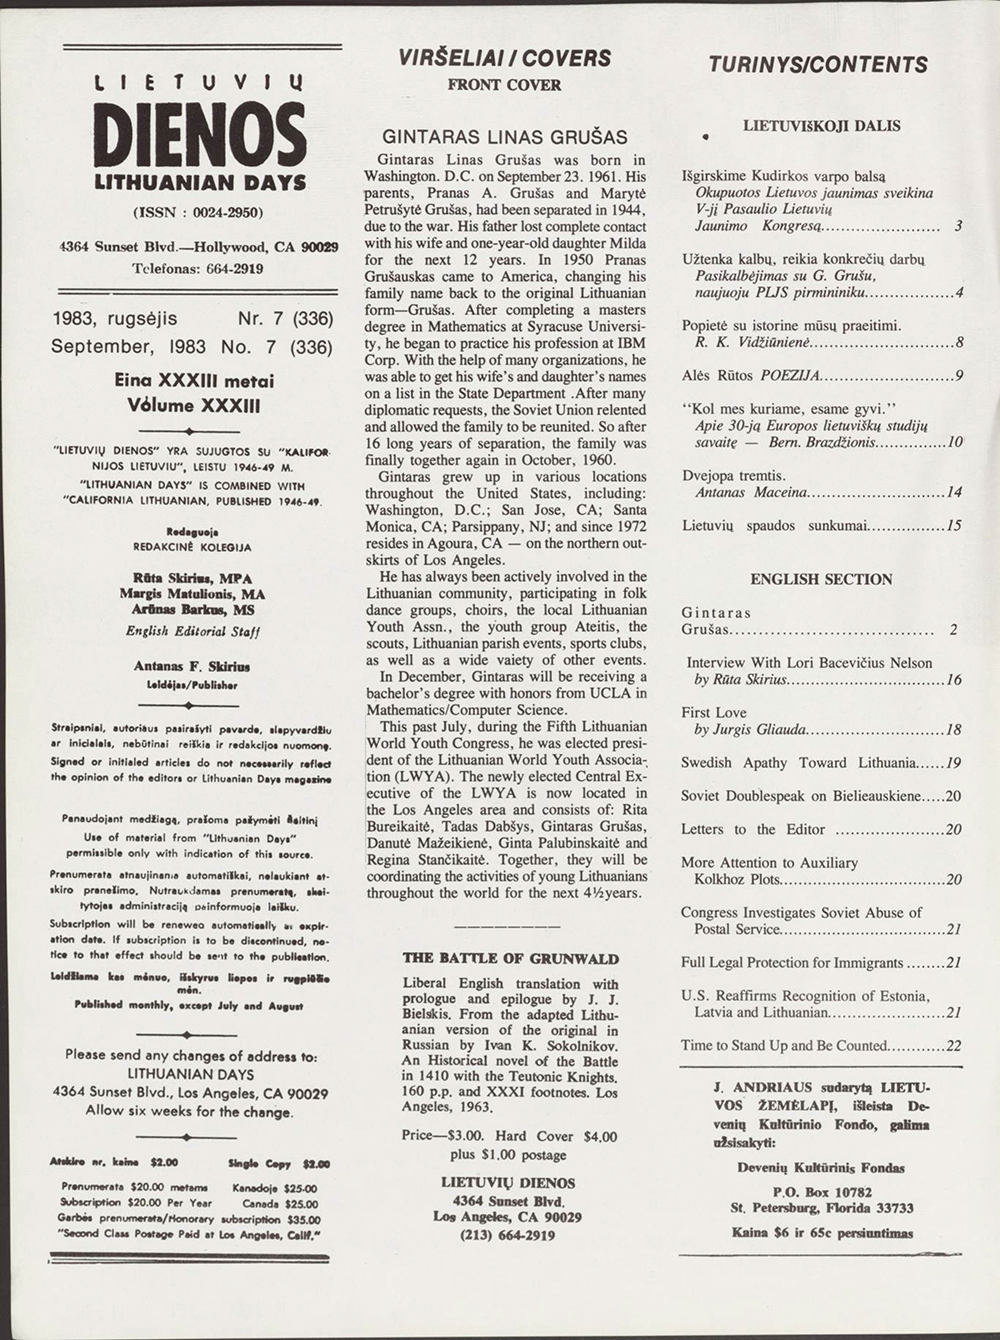 LIETUVIŲ
DIENOS
LITHUANIAN DAYS
(ISSN : 0024-2950)
4364 Sunset Blvd.—Hollywood, CA 90029
Telefonas: 664-2919
1983, rugsėjis Nr. 7 (336)
September, 1983 No. 7 (336)
Eina XXXIII metai
Volume XXXIII
"LIETUVIŲ DIENOS" YRA SUJUGTOS SU "KALIFOR-
NIJOS LIETUVIU", LEISTU 1946-49 M.
"LITHUANIAN DAYS" IS COMBINED WITH
"CALIFORNIA LITHUANIAN, PUBLISHED 1946-49.
Redaguoja
REDAKCINĖ KOLEGIJA
Rūta Skirius, MPA
Margis Matulionis, MA
Arūnas Barkus, MS
English Editorial Staff
Antanas F. Skirius
Leidėjas/Publisher
Straipsniai, autoriaus pasirašyti pavarde, slapyvardžiu
ar inicialais, nebūtinai reiškia ir redakcijos nuomonę.
Signed or initialed articles do not necessarily reflect
the opinion of the editors or Lithuanian Days magazine
Panaudojant medžiagą, prašoma pažymėti šaltinį
Use of material from "Lithuanian Days"
permissible only with indication of this source.
Prenumerata atnaujinama automatiškai, nelaukiant at-
skiro pranešimo. Nutraukdamas prenumeratą, skai-
tytojas administraciją painformuoja laišku.
Subscription will be renewed automatically at expir-
ation date. If subscription is to be discontinued, no-
tice to that effect should be sent to the publication.
Leidžiama kas mėnuo, išskyrus liepos ir rugpiūčio
mėn.
Published monthly, except July and August
Please send any changes of address to:
LITHUANIAN DAYS
4364 Sunset Blvd., Los Angeles, CA 90029
Allow six weeks for the change.
Atskiro nr. kaina $2.00 Single Copy $2.00
Prenumerata $20.00 metams Kanadoje $25.00
Subscription $20.00 Per Year Canada $25.00
Garbės prenumerata/Honorary subscription $35.00
"Second Class Postage Paid at Los Angeles, Calif."
VIRŠELIAI / COVERS
FRONT COVER
GINTARAS LINAS GRUŠAS
Gintaras Linas Grušas was born in
Washington. D.C. on September 23. 1961. His
parents, Pranas A. Grušas and Marytė
Petrušytė Grušas, had been separated in 1944,
due to the war. His father lost complete contact
with his wife and one-year-old daughter Milda
for the next 12 years. In 1950 Pranas
Grušauskas came to America, changing his
family name back to the original Lithuanian
form—Grušas. After completing a masters
degree in Mathematics at Syracuse Universi-
ty, he began to practice his profession at IBM
Corp. With the help of many organizations, he
was able to get his wife's and daughter's names
on a list in the State Department .After many
diplomatic requests, the Soviet Union relented
and allowed the family to be reunited. So after
16 long years of separation, the family was
finally together again in October, 1960.
Gintaras grew up in various locations
throughout the United States, including:
Washington, D.C.; San Jose, CA; Santa
Monica, CA; Parsippany, NJ; and since 1972
resides in Agoura, CA — on the northern out-
skirts of Los Angeles.
He has always been actively involved in the
Lithuanian community, participating in folk
dance groups, choirs, the local Lithuanian
Youth Assn., the youth group Ateitis, the
scouts, Lithuanian parish events, sports clubs,
as well as a wide vaiety of other events.
In December, Gintaras will be receiving a
bachelor's degree with honors from UCLA in
Mathematics/Computer Science.
This past July, during the Fifth Lithuanian
World Youth Congress, he was elected presi-
dent of the Lithuanian World Youth Associa-
tion (LWYA). The newly elected Central Ex-
ecutive of the LWYA is now located in
the Los Angeles area and consists of: Rita
Bureikaitė, Tadas Dabšys, Gintaras Grušas,
Danutė Mažeikienė, Ginta Palubinskaitė and
Regina Stančikaitė. Together, they will be
coordinating the activities of young Lithuanians
throughout the world for the next 4½years.
THE BATTLE OF GRUNWALD
Liberal English translation with
prologue and epilogue by J. J.
Bielskis. From the adapted Lithu-
anian version of the original in
Russian by Ivan K. Sokolnikov.
An Historical novel of the Battle
in 1410 with the Teutonic Knights.
160 p.p. and XXXI footnotes. Los
Angeles, 1963.
Price—$3.00. Hard Cover $4.00
plus $1.00 postage
LIETUVIŲ DIENOS
4364 Sunset Blvd.
Los Angeles, CA 90029
(213) 664-2919
TURINYS/CONTENTS
LIETUVIšKOJI DALIS
Išgirskime Kudirkos varpo balsą
Okupuotos Lietuvos jaunimas sveikina
V-jį Pasaulio Lietuvių
Jaunimo Kongresą........................ 3
Užtenka kalbų, reikia konkrečių darbų
Pasikalbėjimas su G. Grušu,
naujuoju PLJS pirmininiku..................4
Popietė su istorine mūsų praeitimi.
R. K. Vidžiūnienė.............................8
Alės Rūtos POEZIJA...........................9
"Kol mes kuriame, esame gyvi."
Apie 30-ją Europos lietuviškų studijų
savaitę — Bern. Brazdžionis..............10
Dvejopa tremtis.
Antanas Maceina............................14
Lietuvių spaudos sunkumai................15
ENGLISH SECTION
Gintaras
Grušas.................................. 2
Interview With Lori Bacevičius Nelson
by Rūta Skirius................................16
First Love
by Jurgis Gliauda............................18
Swedish Apathy Toward Lithuania......19
Soviet Doublespeak on Bielieauskiene.....20
Letters to the Editor ......................20
More Attention to Auxiliary
Kolkhoz Plots.................................20
Congress Investigates Soviet Abuse of
Postal Service.................................21
Full Legal Protection for Immigrants ........21
U.S. Reaffirms Recognition of Estonia,
Latvia and Lithuanian.......................21
Time to Stand Up and Be Counted............22
J. ANDRIAUS sudarytą LIETU-
VOS ŽEMĖLAPĮ, išleista De-
venių Kultūrinio Fondo, galima
užsisakyti:
Devenių Kultūrinis Fondas
P.O. Box 10782
St. Petersburg, Florida 33733
Kaina $6 ir 65c persiuntimas